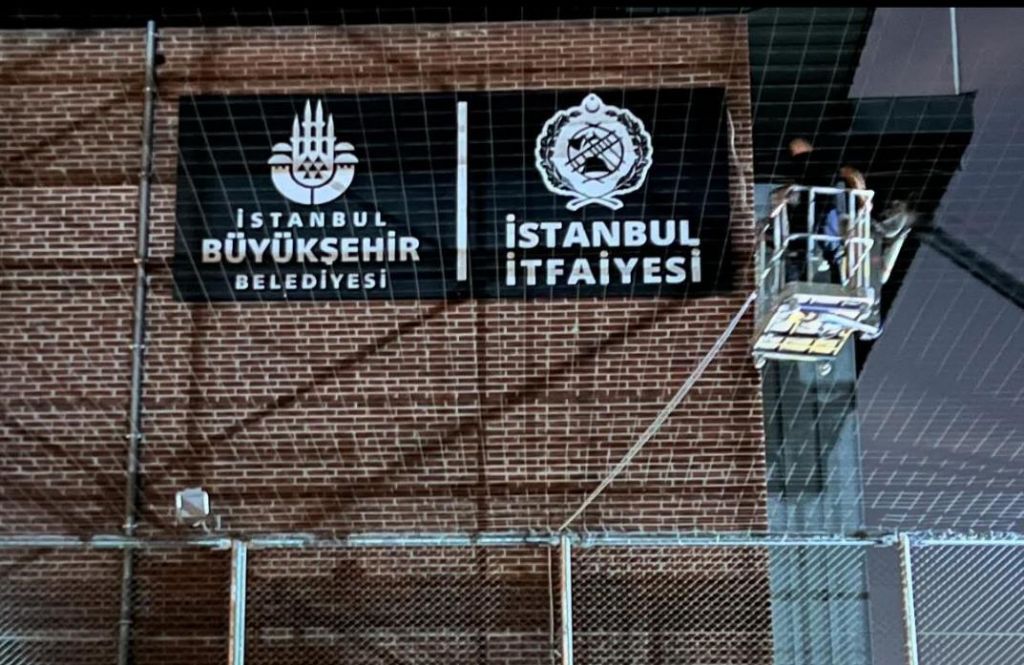 İSTANBUL
BÜYÜKŞEHİR
BELEDİYESİ
İSTANBUL
İTFAİYESİ